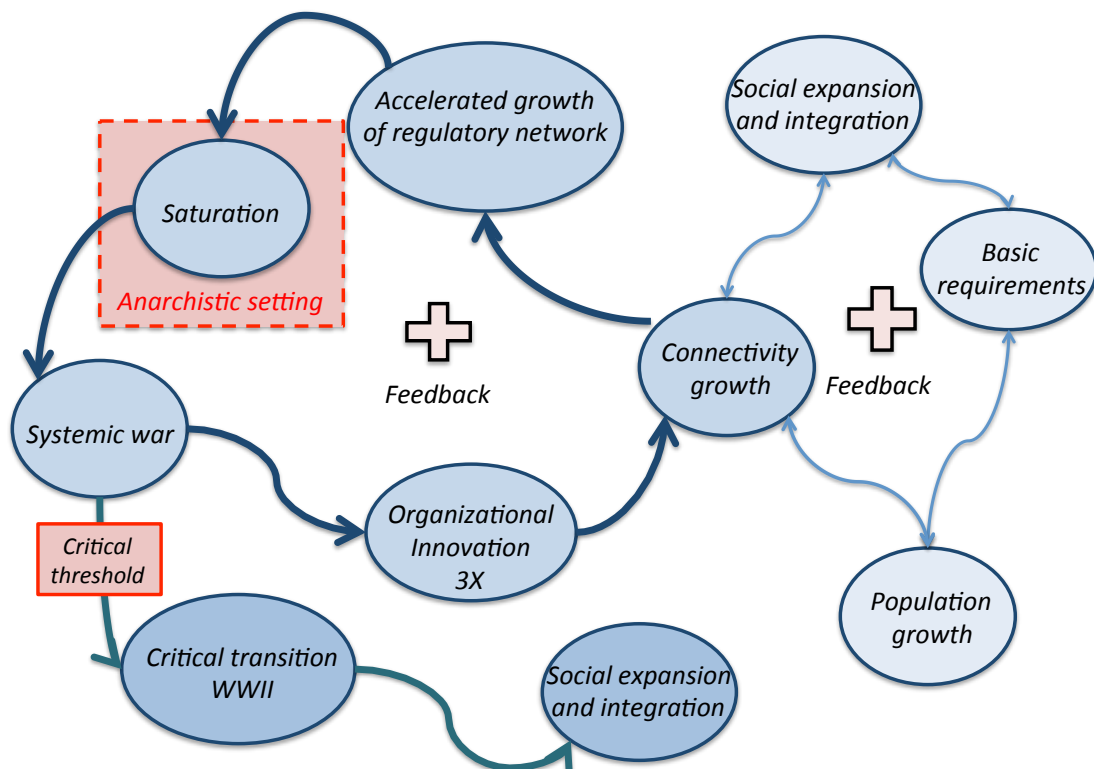 Accelerated growth
of regulatory network
Social expansion
and integration
Saturation
Anarchistic setting
Basic
requirements
Feedback
Connectivity
growth
Feedback
Systemic war
Organizational
Innovation
3X
Critical
threshold
Population
growth
Critical transition
WWII
Social expansion
and integration